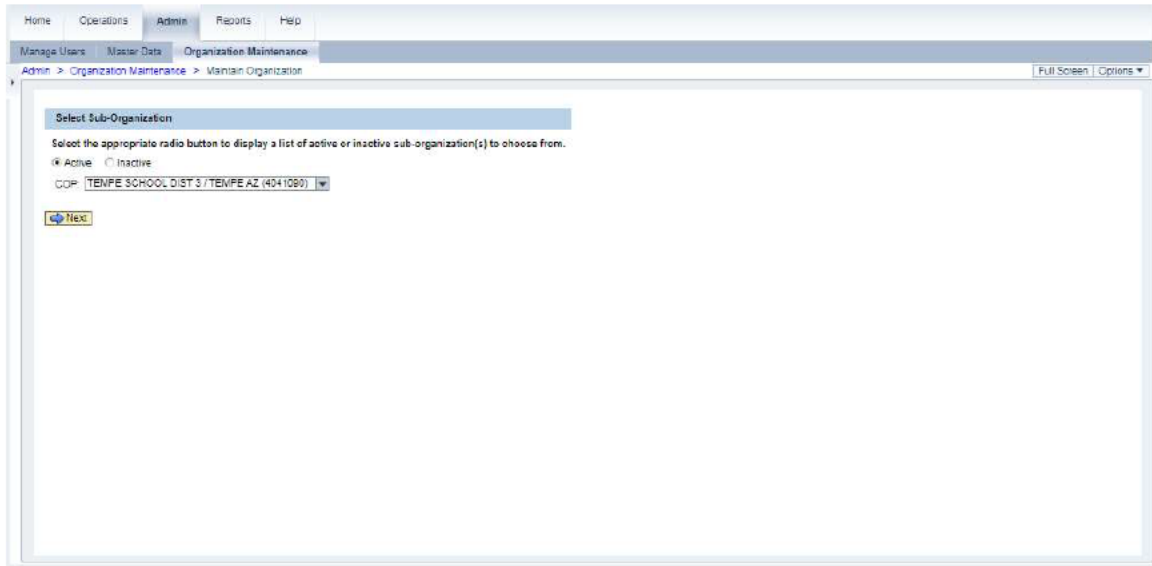 Home Operations Admin Reports Help
Manage Users Master Data Organization Maintenance
Admin > Organization Maintenance > Maintain Organization Full Screen Options
Select Sub-Organization
Select the appropriate radio button to display a list of active or inactive sub-organization(s) to choose from.
Active Inactive
TEMPE SCHOOL DIST 3 / TEMPE AZ (4041090)
Next